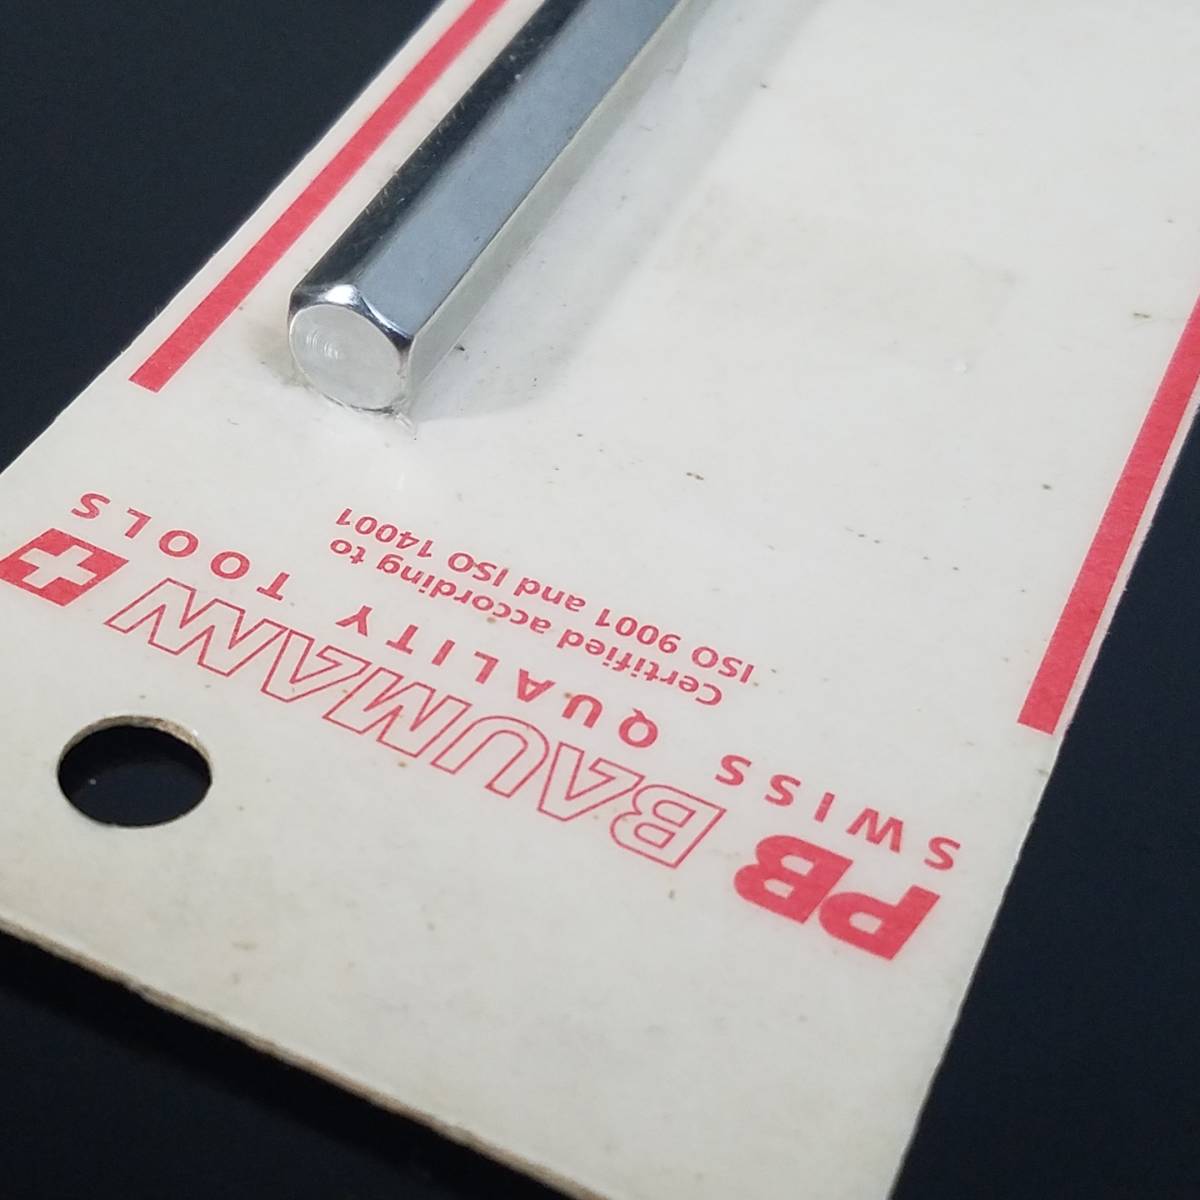 PB BAUMANN
SWISS QUALITY TOOLS
Certified according to
ISO 9001 and ISO 14001